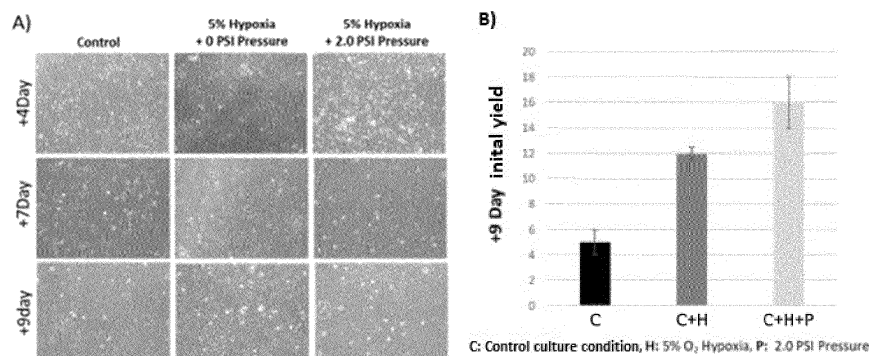 A)
Control
5% Hypoxia
+ 0 PSI Pressure
5% Hypoxia
+ 2.0 PSI Pressure
+4Day
+7Day
+9day
B)
+9 Day inital yield
20
18
16
14
12
10
8
6
4
2
0
C
C+H
C+H+P
C: Control culture condition, H: 5% O₂ Hypoxia, P: 2.0 PSI Pressure